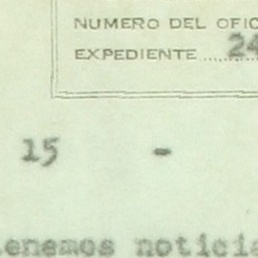 NUMERO DEL OFIC
EXPEDIENTE 24
15 -
tenemos noticia